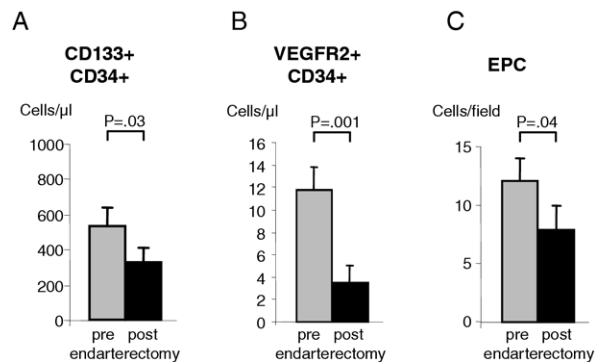 A
CD133+
CD34+
Cells/µl
P=.03
1000
800
600
400
200
0
pre post
endarterectomy
B
VEGFR2+
CD34+
Cells/µl
P=.001
16
14
12
10
8
6
4
2
0
pre post
endarterectomy
C
EPC
Cells/field
P=.04
15
10
5
0
pre post
endarterectomy